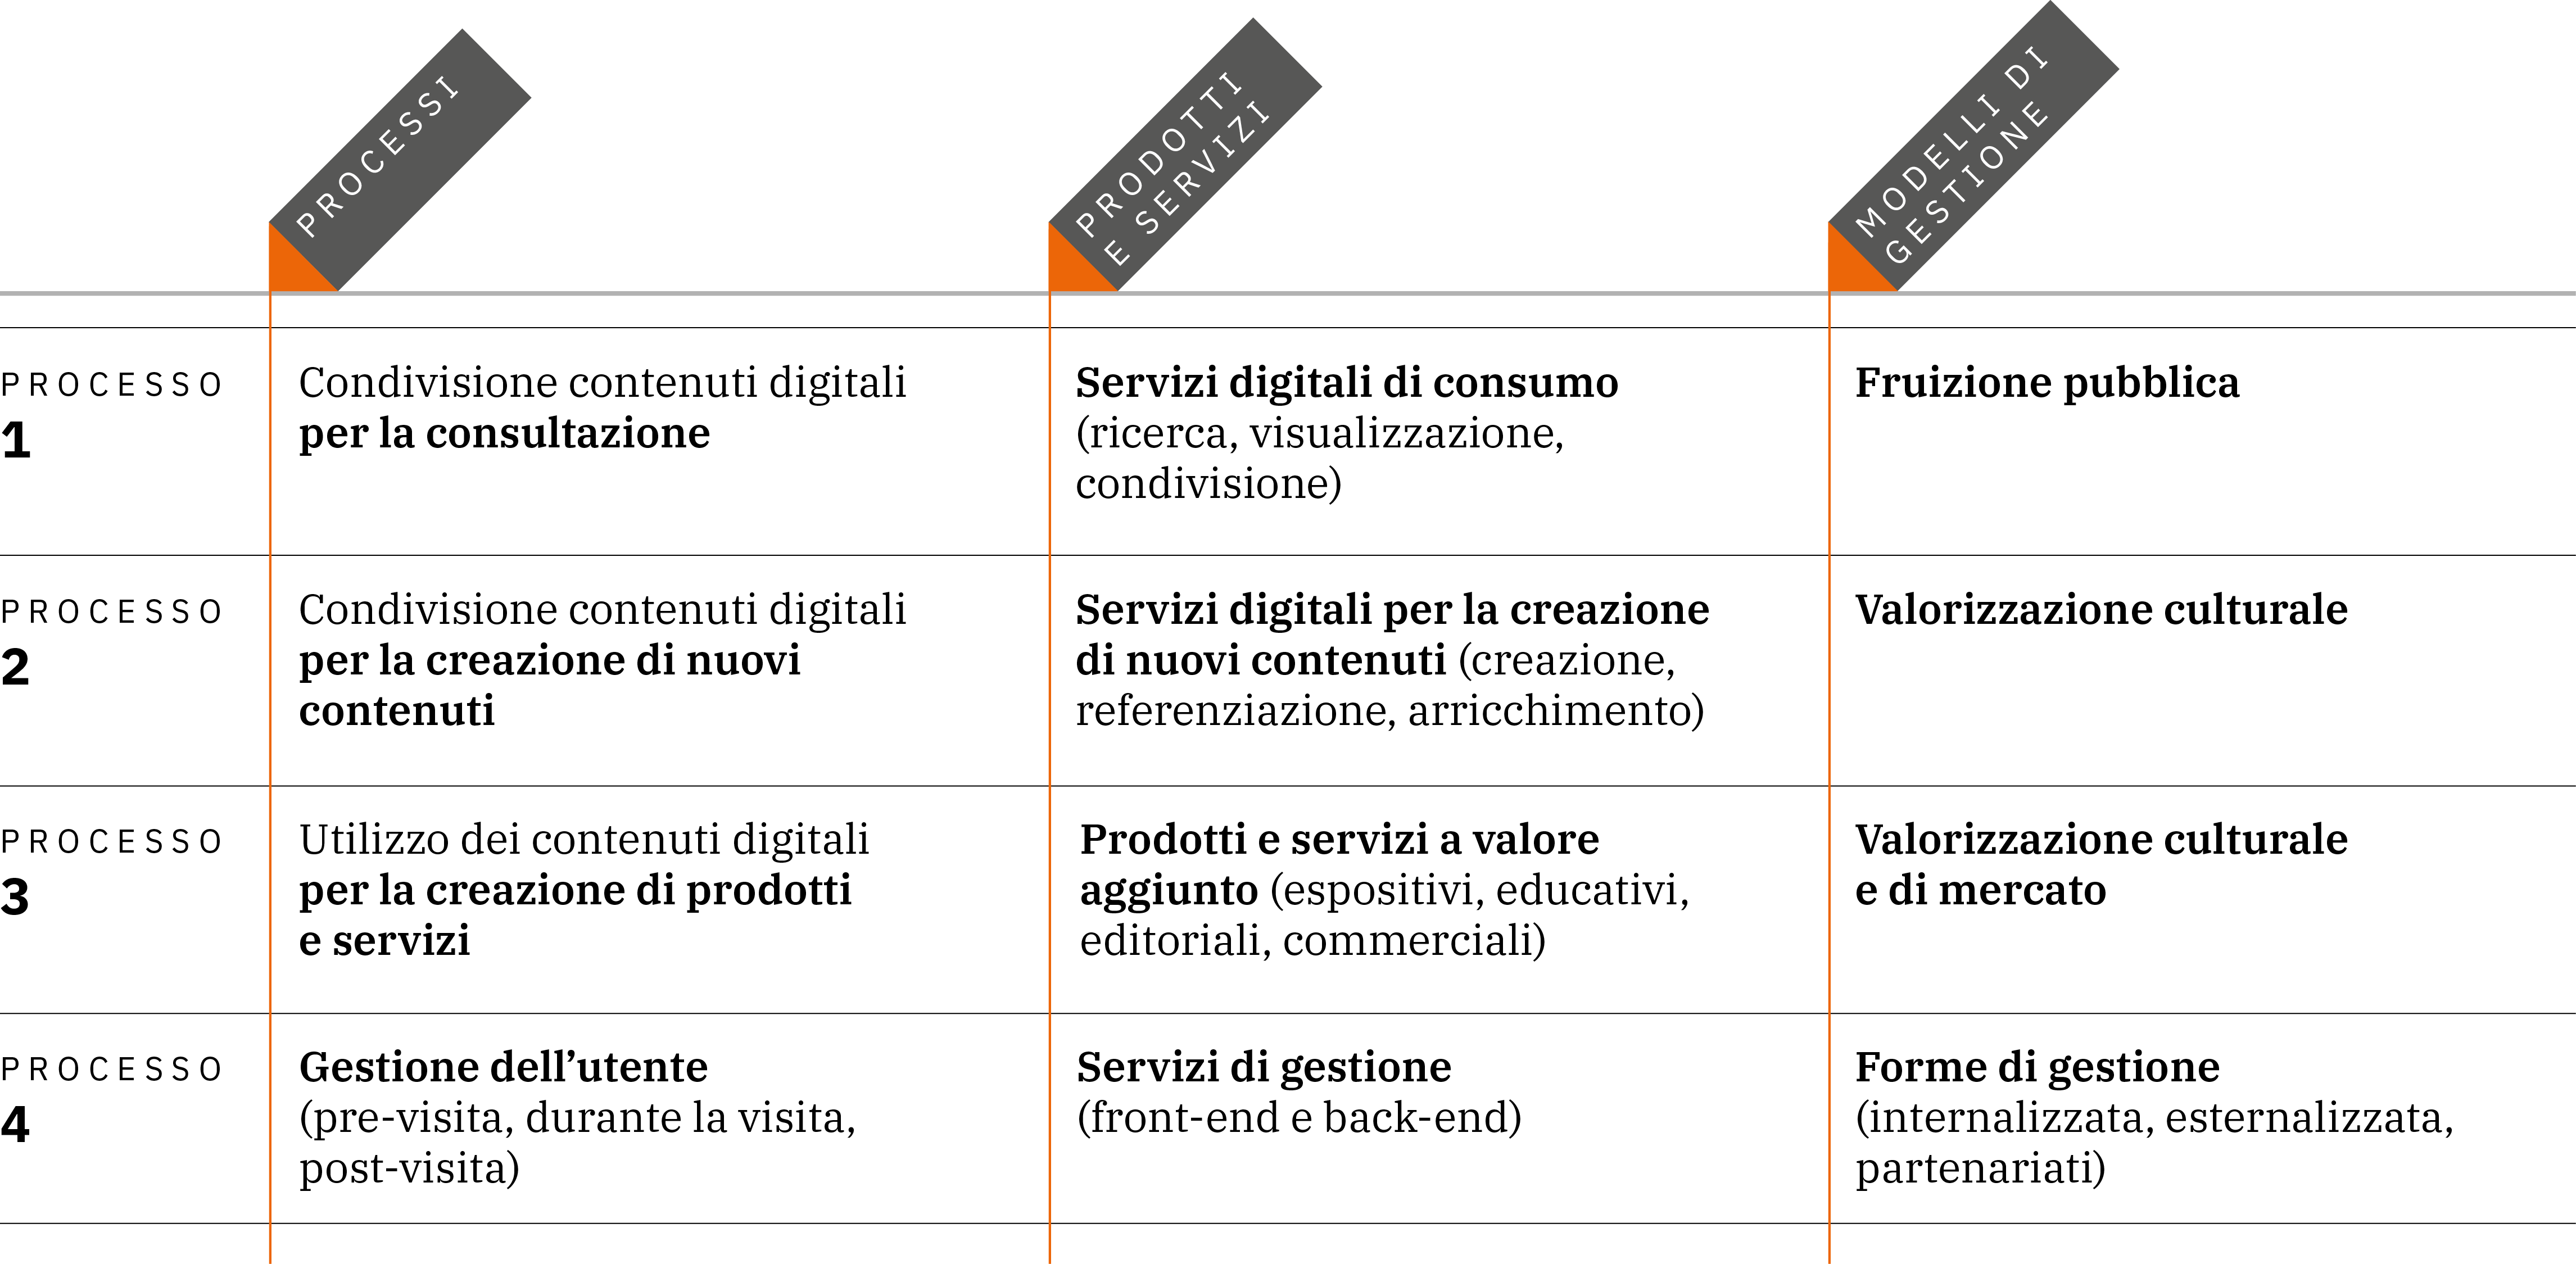 PROCESSI
PRODOTTI
E SERVIZI
MODELLI DI
GESTIONE
PROCESSO
1
Condivisione contenuti digitali
per la consultazione
Servizi digitali di consumo
(ricerca, visualizzazione,
condivisione)
Fruizione pubblica
PROCESSO
2
Condivisione contenuti digitali
per la creazione di nuovi
contenuti
Servizi digitali per la creazione
di nuovi contenuti (creazione,
referenziazione, arricchimento)
Valorizzazione culturale
PROCESSO
3
Utilizzo dei contenuti digitali
per la creazione di prodotti
e servizi
Prodotti e servizi a valore
aggiunto (espositivi, educativi,
editoriali, commerciali)
Valorizzazione culturale
e di mercato
PROCESSO
4
Gestione dell’utente
(pre-visita, durante la visita,
post-visita)
Servizi di gestione
(front-end e back-end)
Forme di gestione
(internalizzata, esternalizzata,
partenariati)